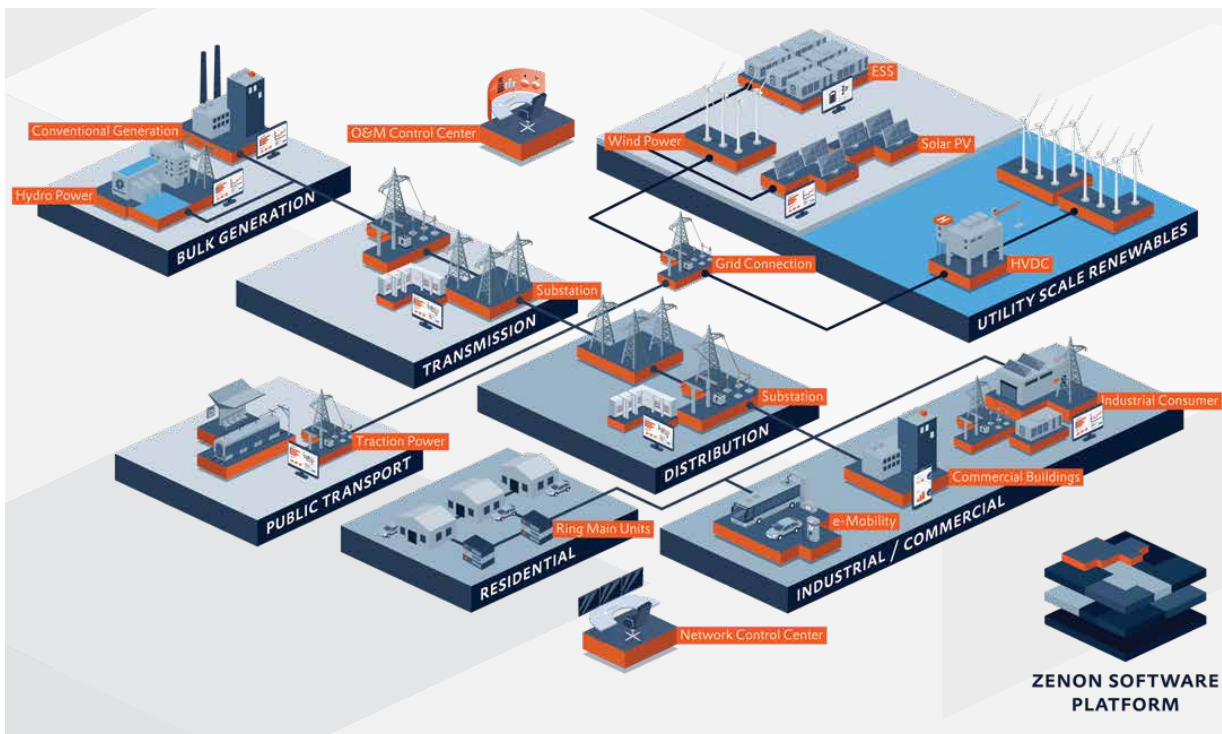 Conventional Generation
Hydro Power
BULK GENERATION
O&M Control Center
ESS
Wind Power
Solar PV
H
HVDC
UTILITY SCALE RENEWABLES
Grid Connection
Substation
TRANSMISSION
Substation
DISTRIBUTION
Traction Power
PUBLIC TRANSPORT
Industrial Consumer
Commercial Buildings
e-Mobility
INDUSTRIAL / COMMERCIAL
Ring Main Units
RESIDENTIAL
Network Control Center
ZENON SOFTWARE
PLATFORM